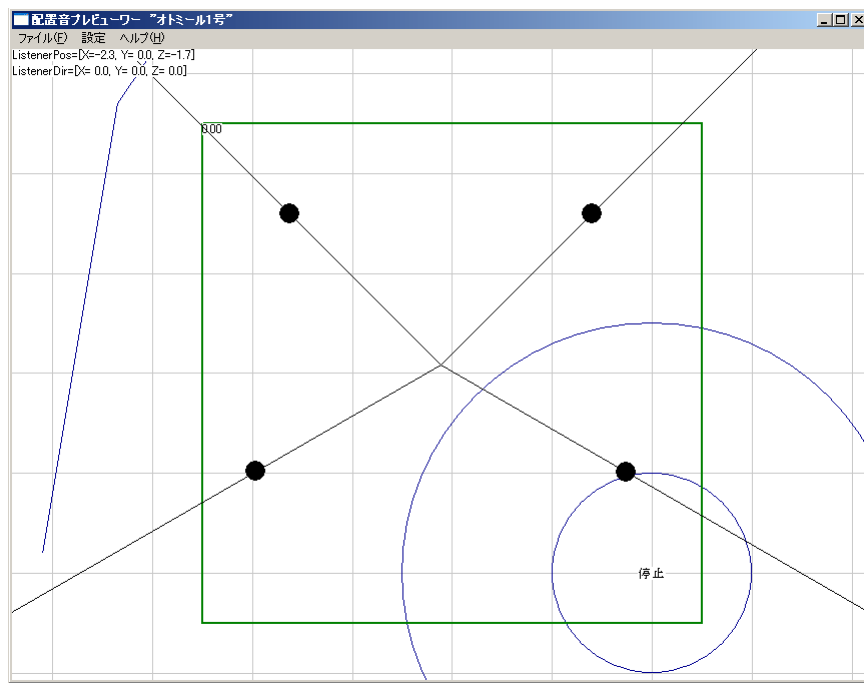 配置音プレビューワー ”オトミール1号”
ファイル(F) 設定 ヘルプ(H)
ListenerPos=[X=-2.3, Y= 0.0, Z=-1.7]
ListenerDir=[X= 0.0, Y= 0.0, Z= 0.0]
0.00
停止